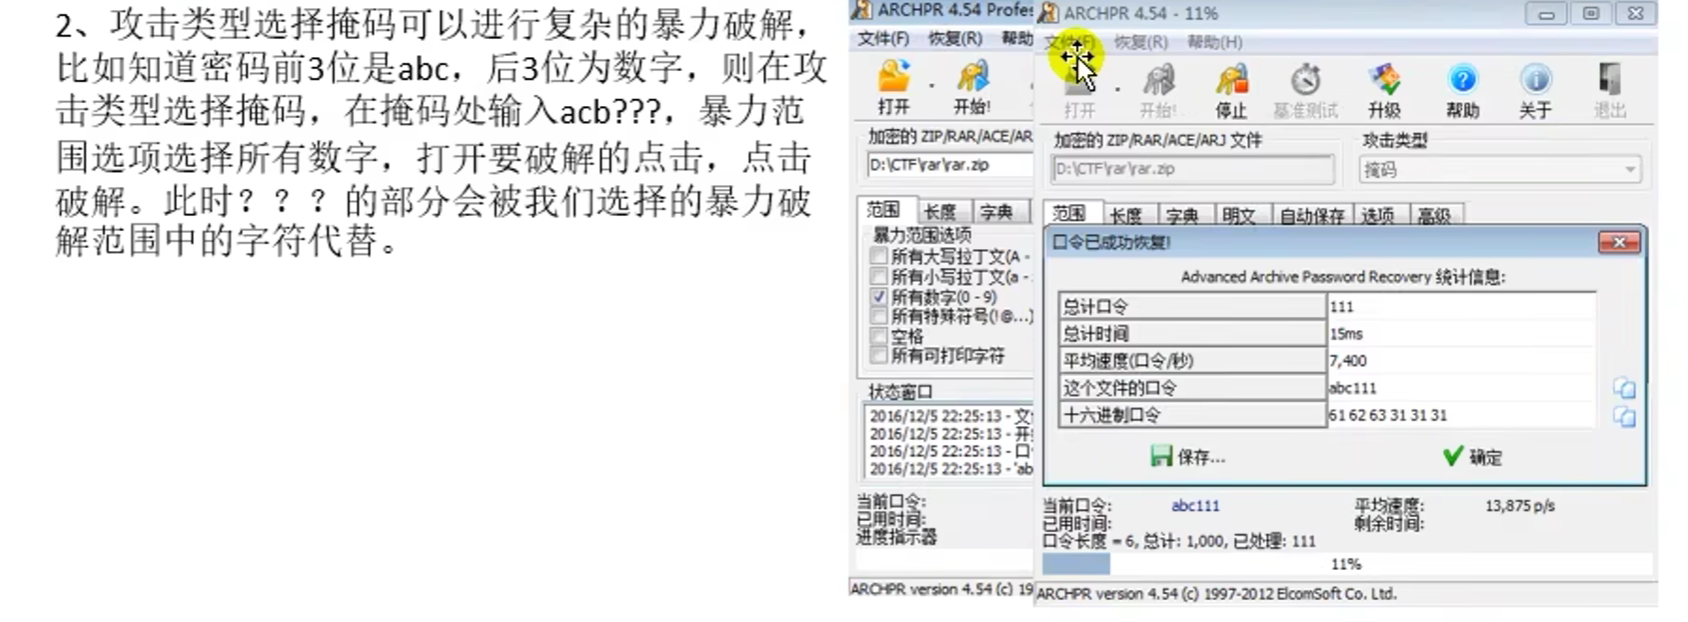 2、攻击类型选择掩码可以进行复杂的暴力破解，
比如知道密码前3位是abc，后3位为数字，则在攻
击类型选择掩码，在掩码处输入acb???，暴力范
围选项选择所有数字，打开要破解的点击，点击
破解。此时？？？的部分会被我们选择的暴力破
解范围中的字符代替。
ARCHPR 4.54 Profes
文件(F) 恢复(R) 帮助
打开 开始!
加密的 ZIP/RAR/ACE/AR
D:\CTF\rar\rar.zip
范围 长度 字典
暴力范围选项
所有大写拉丁文(A -
所有小写拉丁文(a -
所有数字(0 - 9)
所有特殊符号(!@...)
空格
所有可打印字符
状态窗口
2016/12/5 22:25:13 - 文
2016/12/5 22:25:13 - 开
2016/12/5 22:25:13 - 口
2016/12/5 22:25:13 - 'ab
当前口令:
已用时间:
进度指示器
ARCHPR version 4.54 (c) 19
ARCHPR 4.54 - 11%
文件(F) 恢复(R) 帮助(H)
打开 开始! 停止 基准测试 升级 帮助 关于 退出
加密的 ZIP/RAR/ACE/ARJ 文件 攻击类型
D:\CTF\rar\rar.zip 掩码
范围 长度 字典 明文 自动保存 选项 高级
口令已成功恢复!
Advanced Archive Password Recovery 统计信息:
总计口令 111
总计时间 15ms
平均速度(口令/秒) 7,400
这个文件的口令 abc111
十六进制口令 61 62 63 31 31 31
保存... 确定
当前口令: abc111 平均速度: 13,875 p/s
已用时间: 剩余时间:
口令长度 = 6, 总计: 1,000, 已处理: 111
11%
ARCHPR version 4.54 (c) 1997-2012 ElcomSoft Co. Ltd.